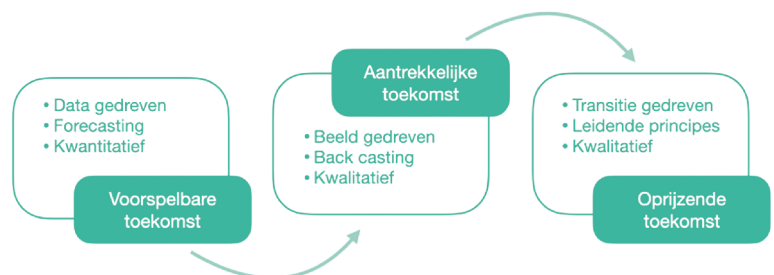 • Data gedreven
• Forecasting
• Kwantitatief
Voorspelbare
toekomst
Aantrekkelijke
toekomst
• Beeld gedreven
• Back casting
• Kwalitatief
• Transitie gedreven
• Leidende principes
• Kwalitatief
Oprijzende
toekomst